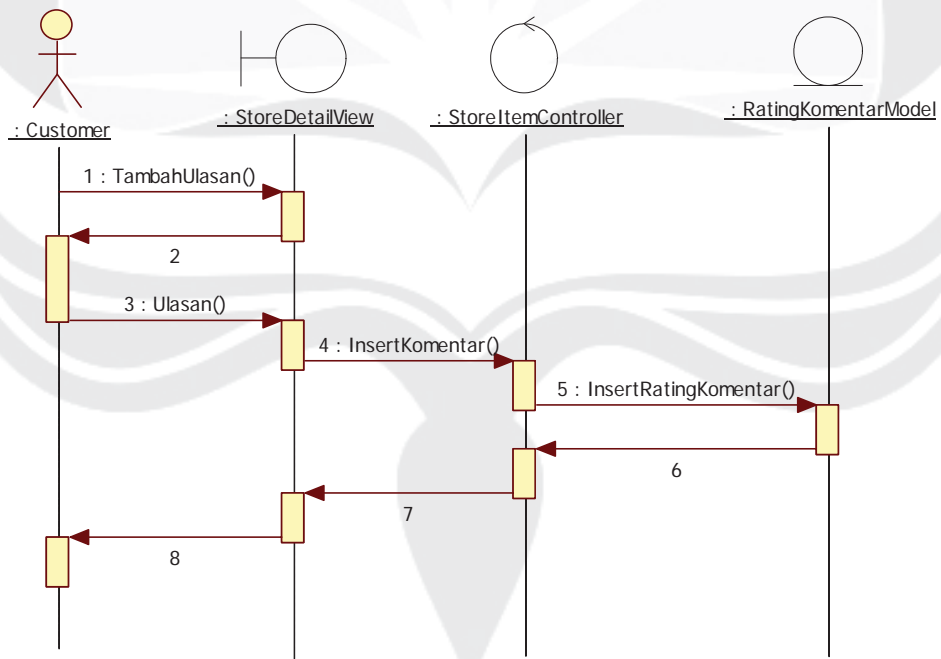 : Customer
: StoreDetailView
: StoreItemController
: RatingKomentarModel
1 : TambahUlasan()
2
3 : Ulasan()
4 : InsertKomentar()
5 : InsertRatingKomentar()
6
7
8